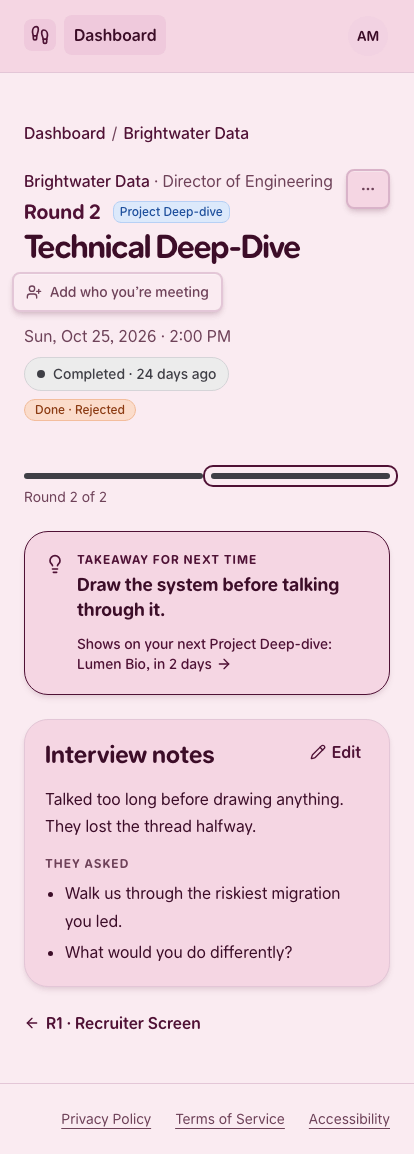 Dashboard
AM
Dashboard / Brightwater Data
Brightwater Data · Director of Engineering
...
Round 2 Project Deep-dive
Technical Deep-Dive
Add who you’re meeting
Sun, Oct 25, 2026 · 2:00 PM
Completed · 24 days ago
Done · Rejected
Round 2 of 2
TAKEAWAY FOR NEXT TIME
Draw the system before talking
through it.
Shows on your next Project Deep-dive:
Lumen Bio, in 2 days →
Interview notes
Edit
Talked too long before drawing anything.
They lost the thread halfway.
THEY ASKED
• Walk us through the riskiest migration
you led.
• What would you do differently?
← R1 · Recruiter Screen
Privacy Policy Terms of Service Accessibility